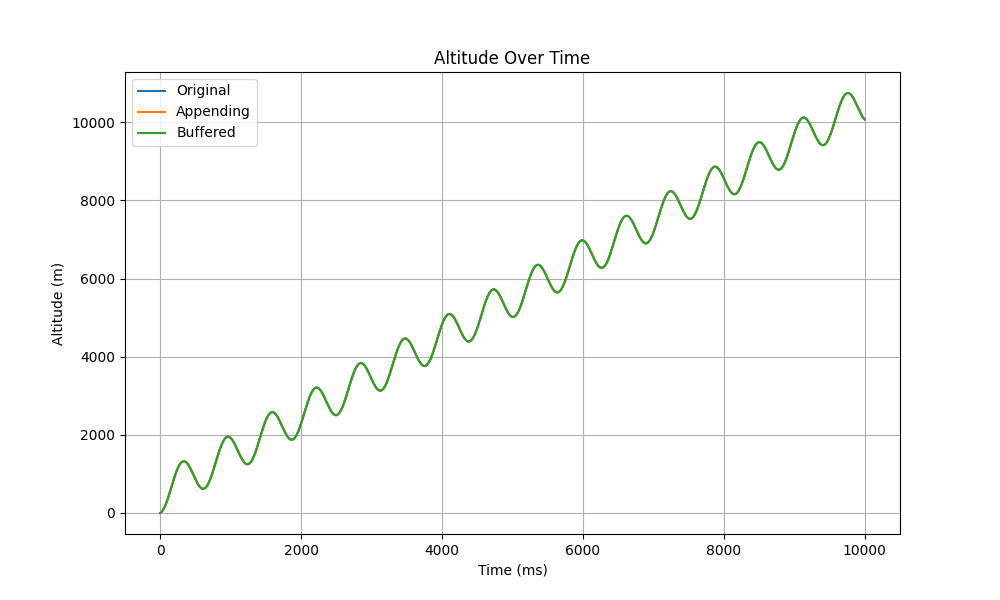 Altitude Over Time
Original
Appending
Buffered
Altitude (m)
10000
8000
6000
4000
2000
0
0 2000 4000 6000 8000 10000
Time (ms)